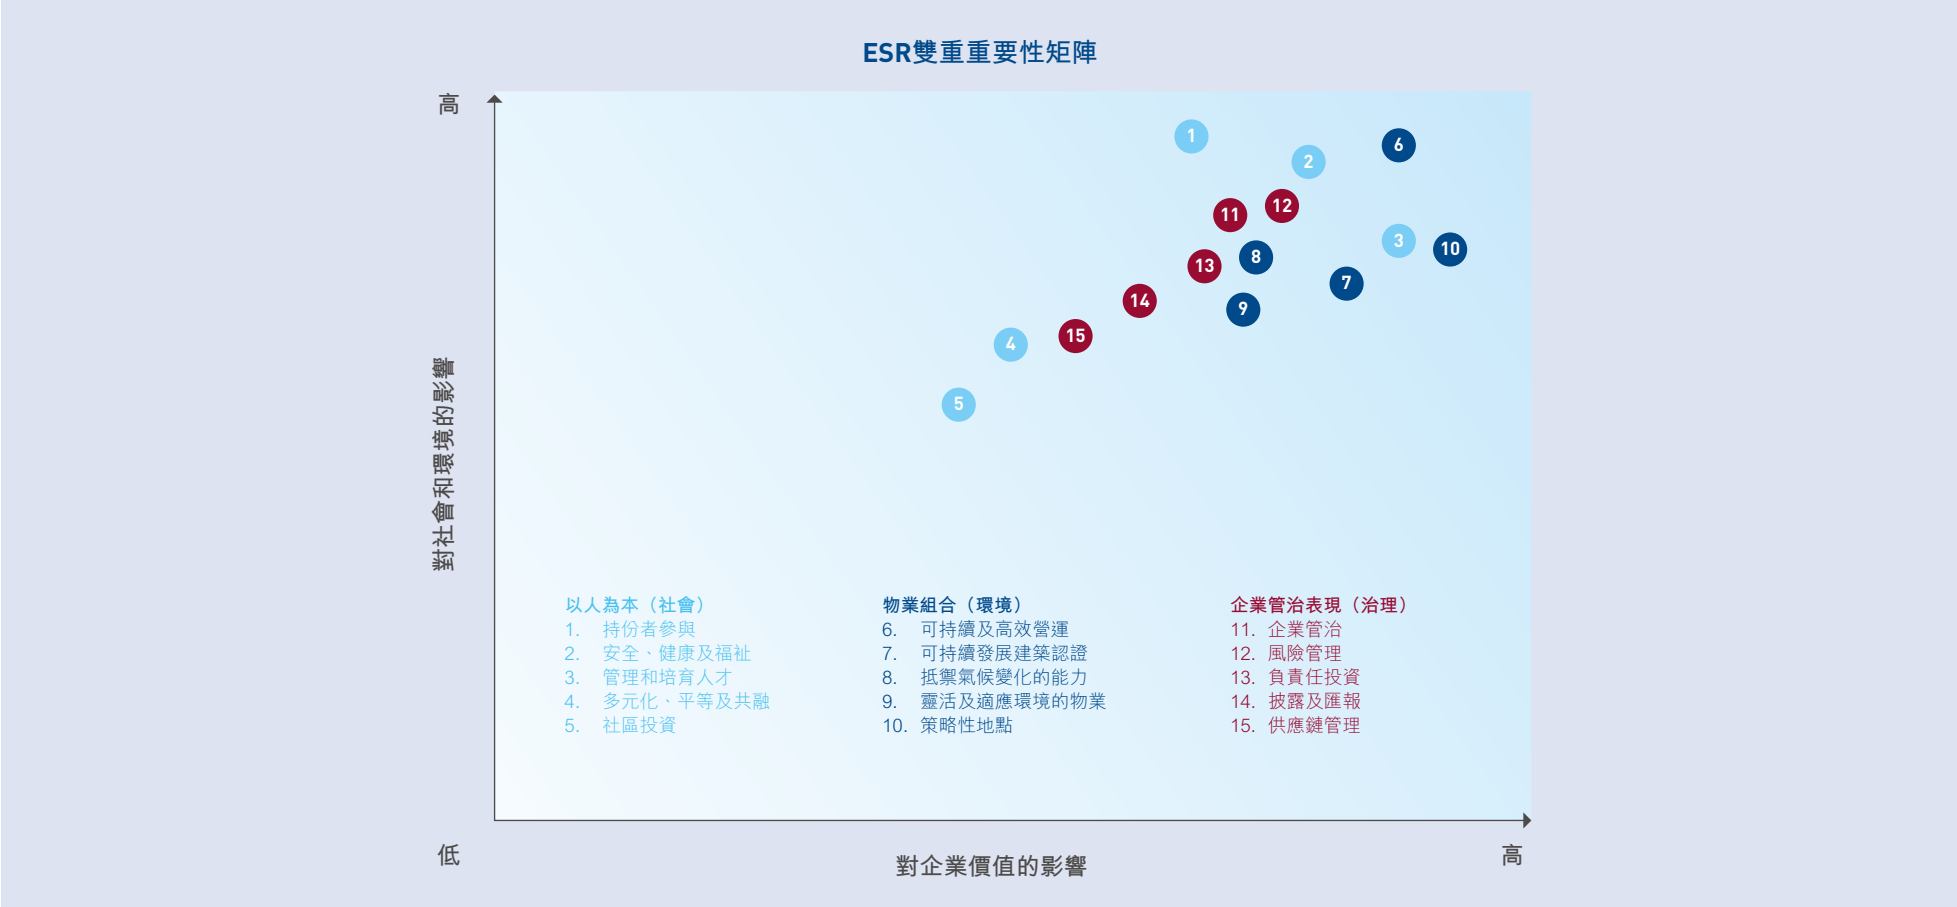 ESR雙重重要性矩陣
高
1
6
2
12
11
3
10
8
13
7
14
9
15
4
5
對社會和環境的影響
以人為本（社會）
1. 持份者參與
2. 安全、健康及福祉
3. 管理和培育人才
4. 多元化、平等及共融
5. 社區投資
物業組合（環境）
6. 可持續及高效營運
7. 可持續發展建築認證
8. 抵禦氣候變化的能力
9. 靈活及適應環境的物業
10. 策略性地點
企業管治表現（治理）
11. 企業管治
12. 風險管理
13. 負責任投資
14. 披露及匯報
15. 供應鏈管理
低
對企業價值的影響
高